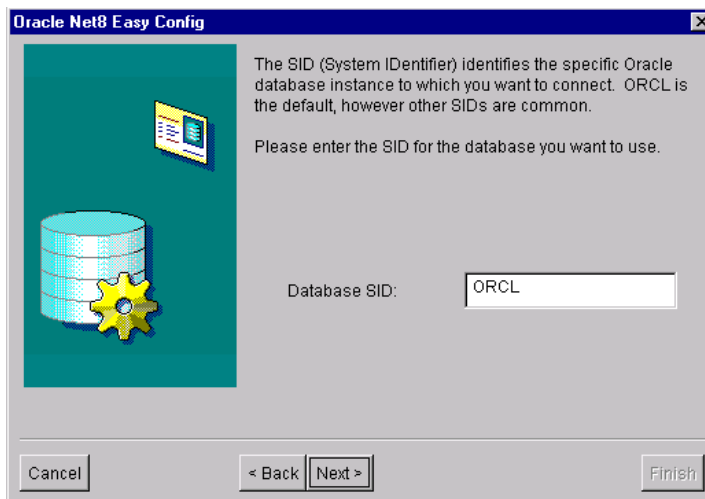 Oracle Net8 Easy Config
The SID (System IDentifier) identifies the specific Oracle
database instance to which you want to connect.  ORCL is
the default, however other SIDs are common.
Please enter the SID for the database you want to use.
Database SID: ORCL
Cancel < Back Next > Finish